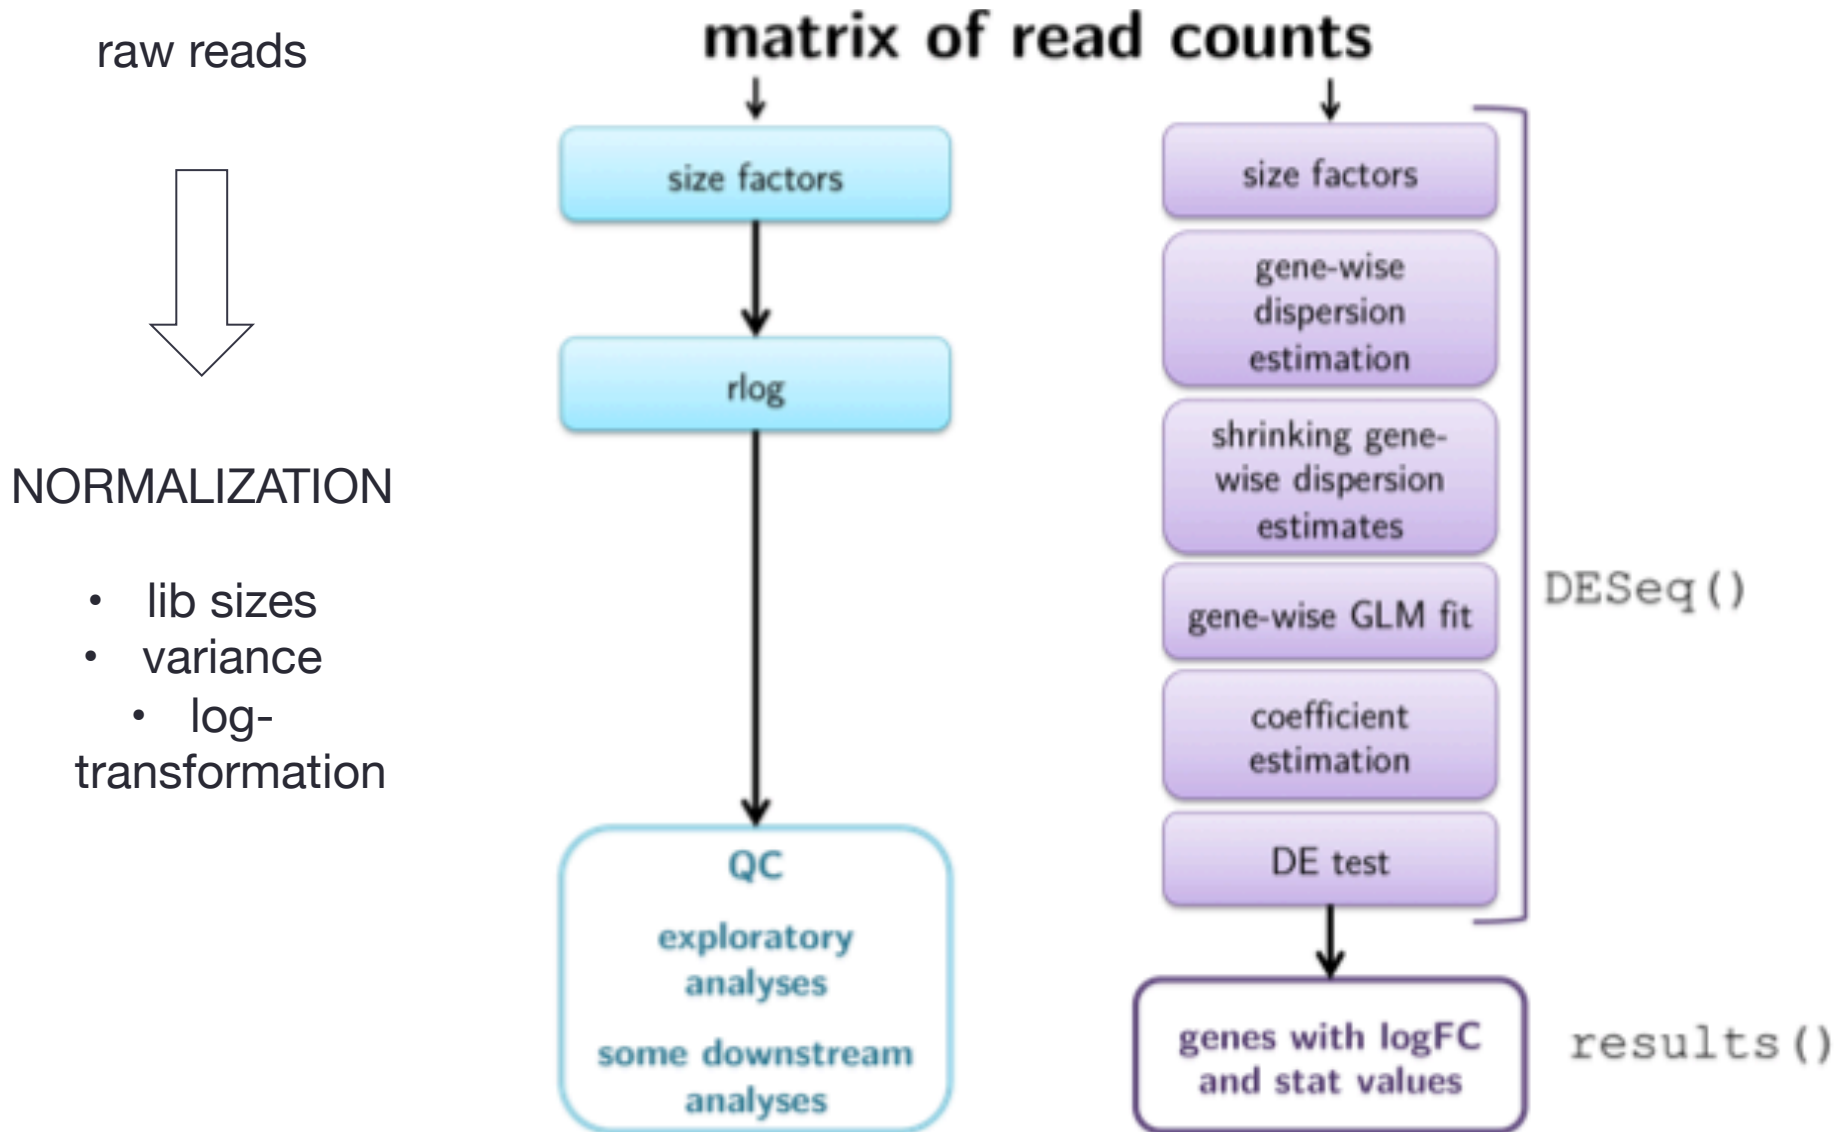 raw reads
NORMALIZATION
• lib sizes
• variance
• log-
transformation
matrix of read counts
size factors
rlog
QC
exploratory
analyses
some downstream
analyses
size factors
gene-wise
dispersion
estimation
shrinking gene-
wise dispersion
estimates
gene-wise GLM fit
coefficient
estimation
DE test
DESeq()
genes with logFC
and stat values
results()